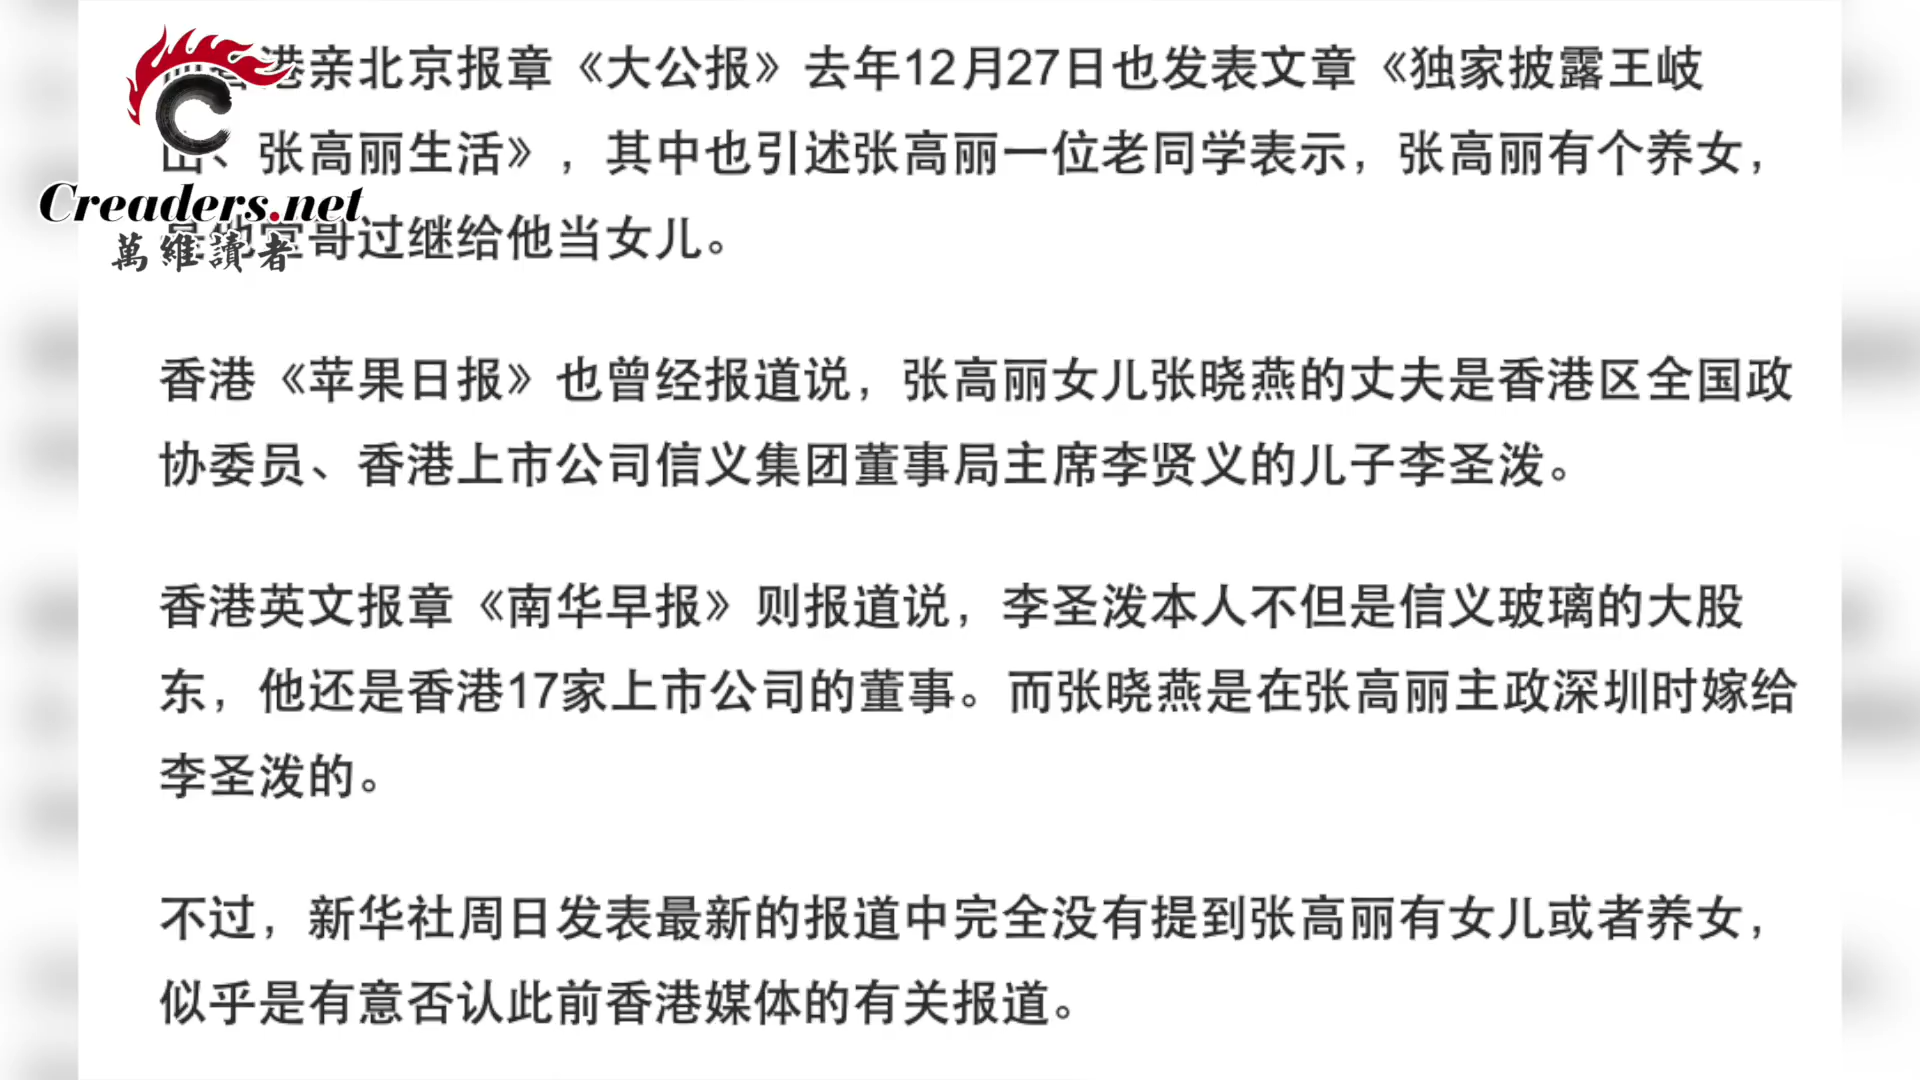 港亲北京报章《大公报》去年12月27日也发表文章《独家披露王岐
山、张高丽生活》，其中也引述张高丽一位老同学表示，张高丽有个养女，
Creaders.net
哥过继给他当女儿。
萬維讀者
香港《苹果日报》也曾经报道说，张高丽女儿张晓燕的丈夫是香港区全国政
协委员、香港上市公司信义集团董事局主席李贤义的儿子李圣泼。
香港英文报章《南华早报》则报道说，李圣泼本人不但是信义玻璃的大股
东，他还是香港17家上市公司的董事。而张晓燕是在张高丽主政深圳时嫁给
李圣泼的。
不过，新华社周日发表最新的报道中完全没有提到张高丽有女儿或者养女，
似乎是有意否认此前香港媒体的有关报道。